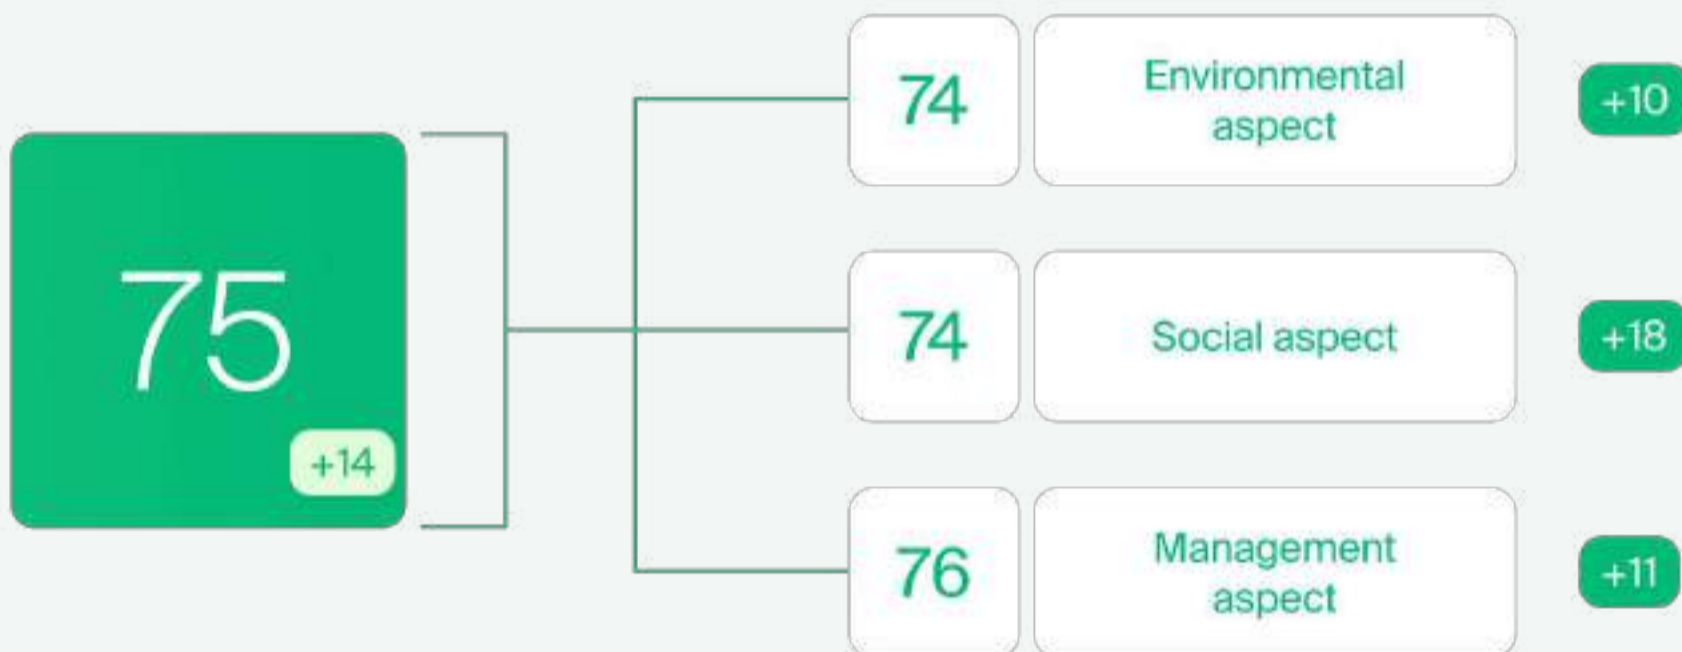 75
+14
74
Environmental
aspect
+10
74
Social aspect
+18
76
Management
aspect
+11